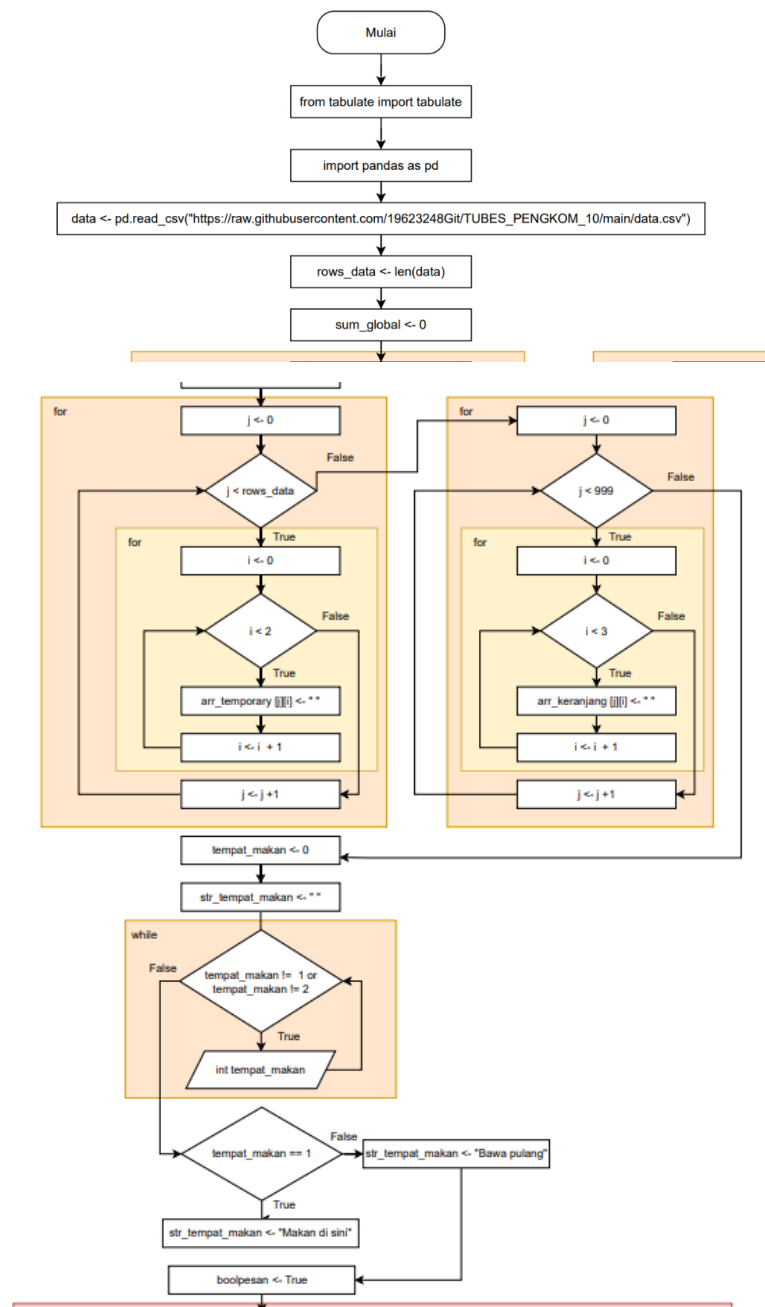 Mulai
from tabulate import tabulate
import pandas as pd
data <- pd.read_csv("https://raw.githubusercontent.com/19623248Git/TUBES_PENGKOM_10/main/data.csv")
rows_data <- len(data)
sum_global <- 0
for
j <- 0
False
j < rows_data
True
for
i <- 0
i < 2
False
True
arr_temporary [j][i] <- " "
i <- i + 1
j <- j +1
for
j <- 0
j < 999
False
True
for
i <- 0
i < 3
False
True
arr_keranjang [j][i] <- " "
i <- i + 1
j <- j +1
tempat_makan <- 0
str_tempat_makan <- " "
while
False
tempat_makan != 1 or
tempat_makan != 2
True
int tempat_makan
tempat_makan == 1
False
str_tempat_makan <- "Bawa pulang"
True
str_tempat_makan <- "Makan di sini"
boolpesan <- True